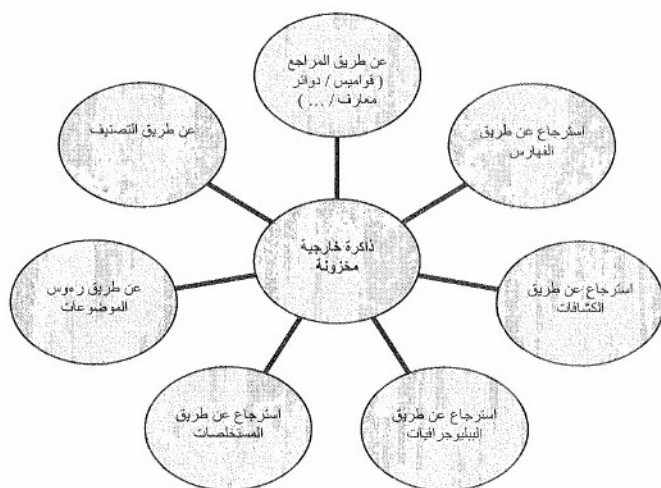 عن طريق المراجع
( قواميس / دوائر
معارف / ... )
استرجاع عن طريق
الفهارس
عن طريق التصنيف
ذاكرة خارجية
مخزونة
استرجاع عن طريق
الكشافات
عن طريق رءوس
الموضوعات
استرجاع عن طريق
الببليوجرافيات
استرجاع عن طريق
المستخلصات